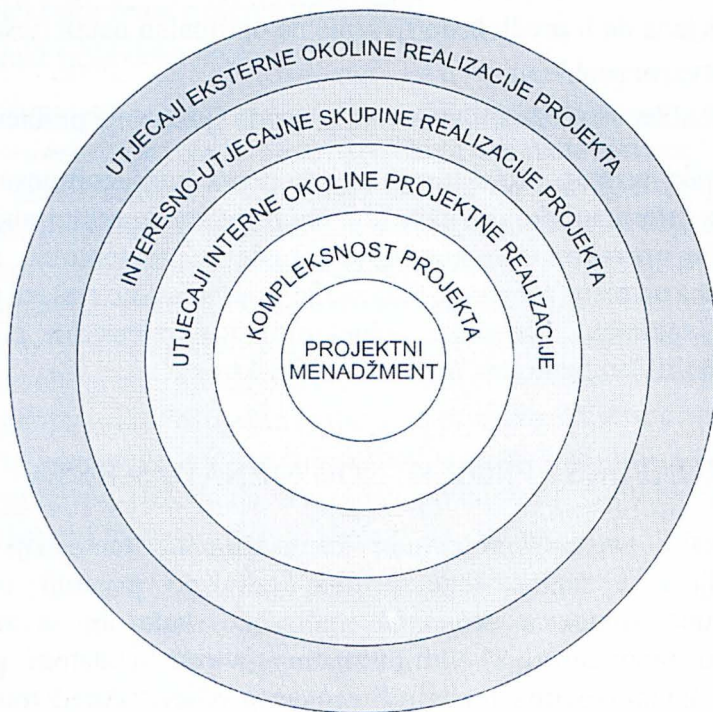 UTJECAJI EKSTERNE OKOLINE REALIZACIJE PROJEKTA
INTERESNO-UTJECAJNE SKUPINE REALIZACIJE PROJEKTA
UTJECAJI INTERNE OKOLINE PROJEKTNE REALIZACIJE
KOMPLEKSNOST PROJEKTA
PROJEKTNI
MENADŽMENT